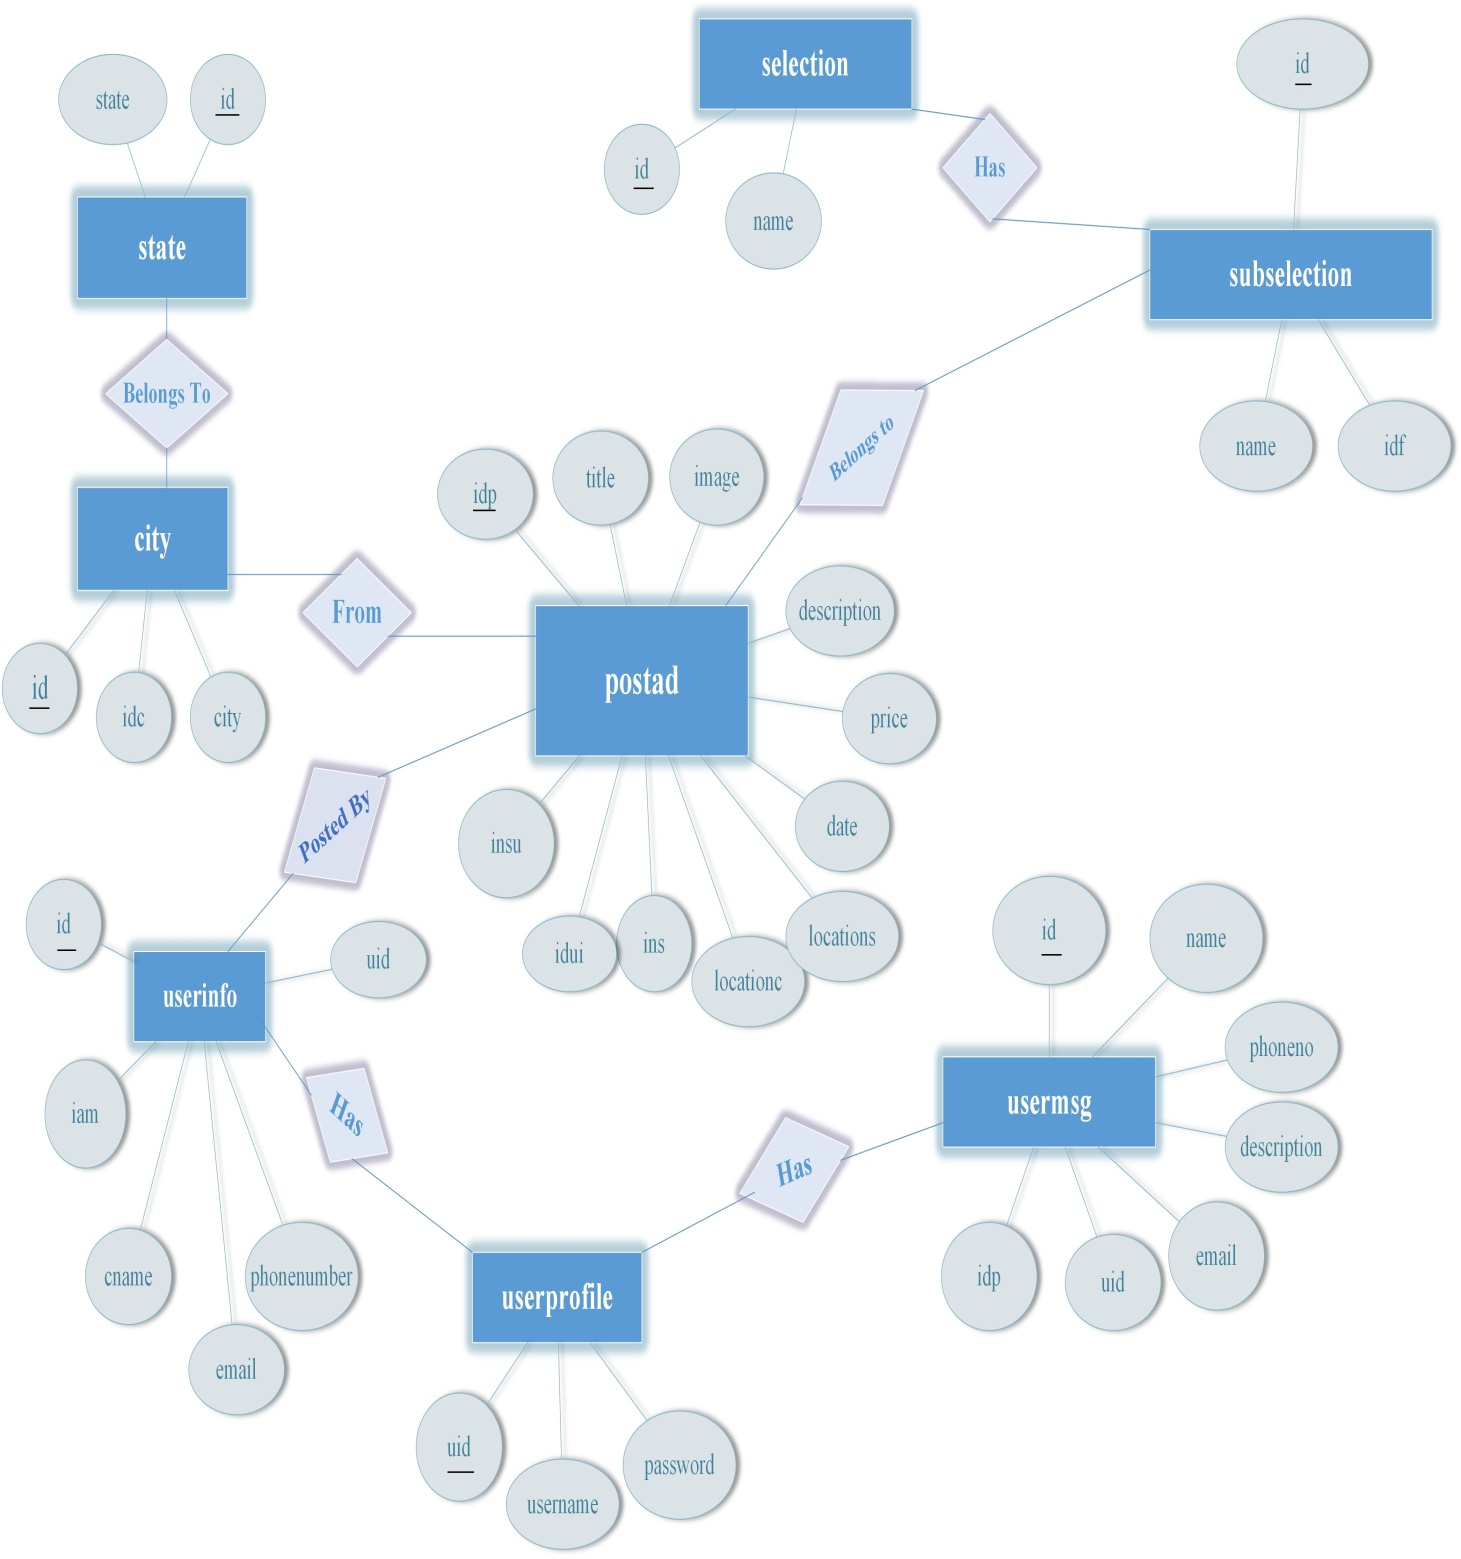 selection
id
state
id
id
Has
name
state
subselection
Belongs To
Belongs to
name
idf
idp
title
image
city
description
From
postad
id
idc
city
price
Posted By
insu
date
id
uid
idui
ins
locationc
locations
id
name
userinfo
phoneno
usermsg
iam
Has
description
Has
cname
phonenumber
idp
uid
email
userprofile
email
uid
username
password